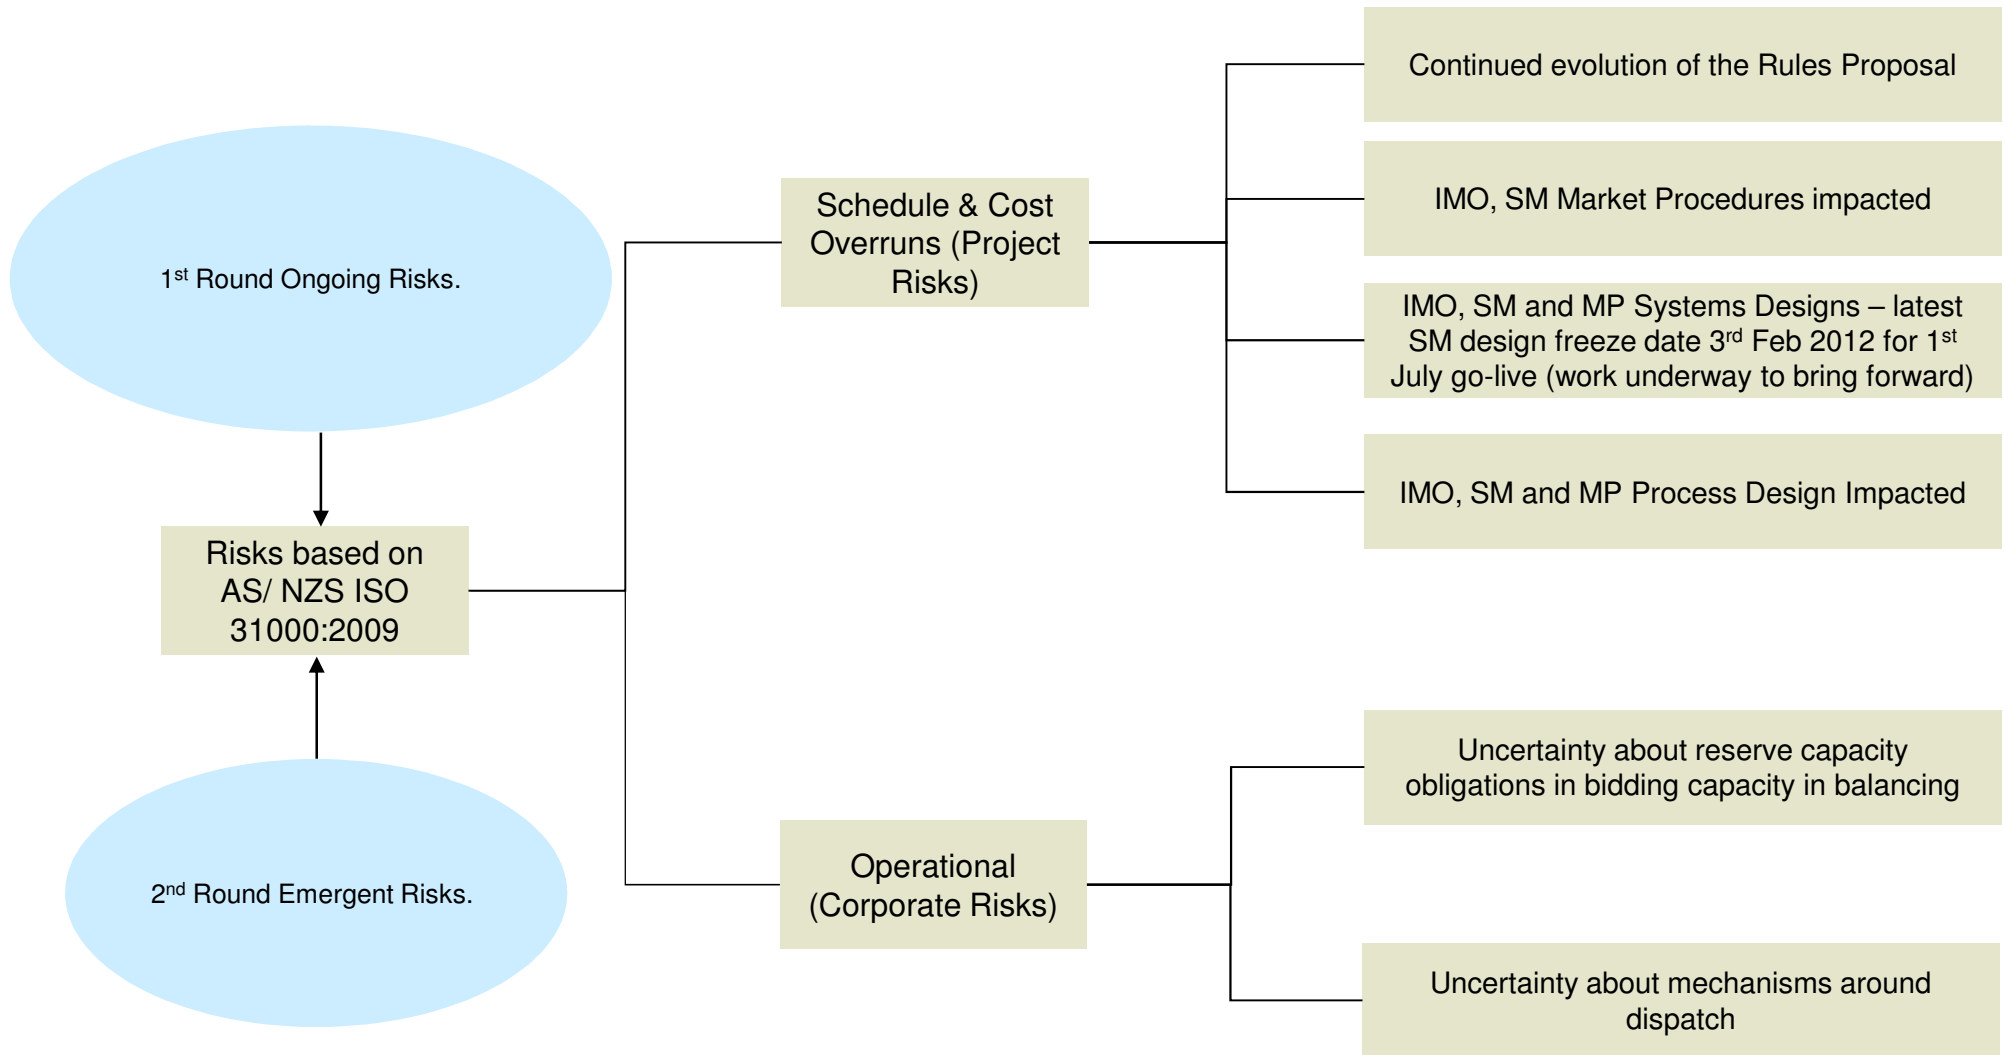 1st Round Ongoing Risks.
Risks based on
AS/ NZS ISO
31000:2009
2nd Round Emergent Risks.
Schedule & Cost
Overruns (Project
Risks)
Operational
(Corporate Risks)
Continued evolution of the Rules Proposal
IMO, SM Market Procedures impacted
IMO, SM and MP Systems Designs – latest
SM design freeze date 3rd Feb 2012 for 1st
July go-live (work underway to bring forward)
IMO, SM and MP Process Design Impacted
Uncertainty about reserve capacity
obligations in bidding capacity in balancing
Uncertainty about mechanisms around
dispatch